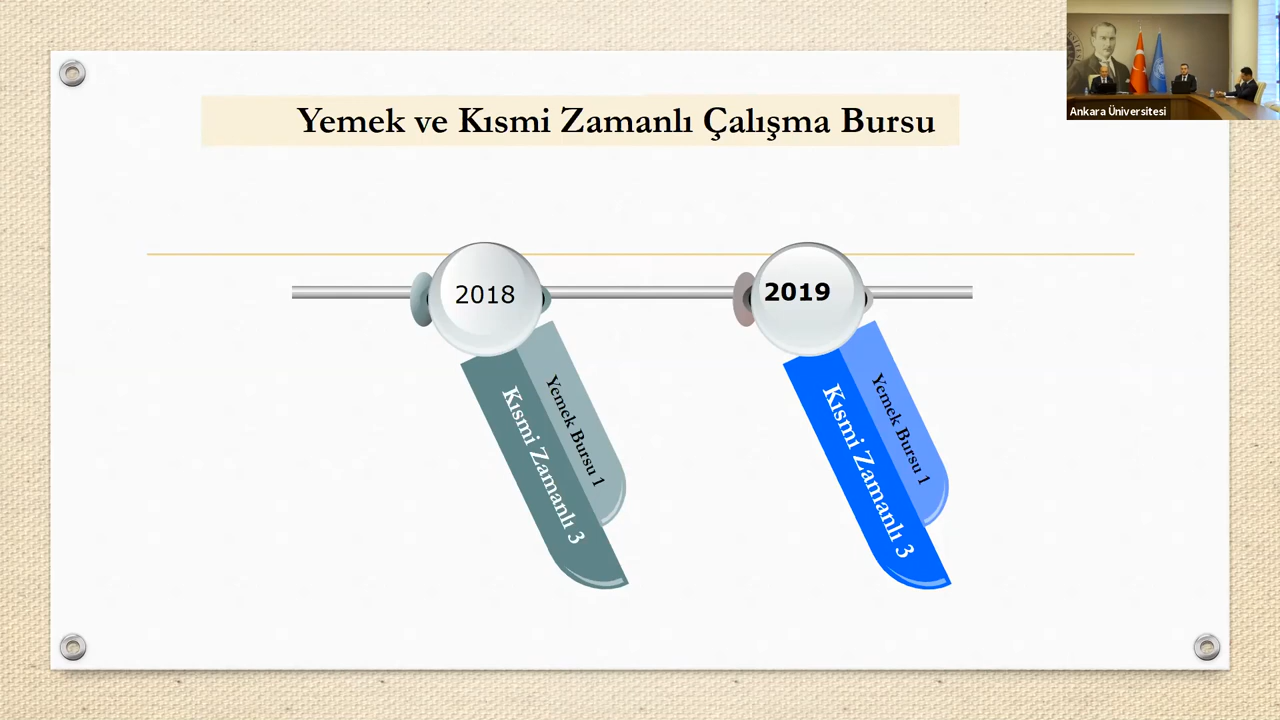 Yemek ve Kısmi Zamanlı Çalışma Bursu
Ankara Üniversitesi
2018
2019
Yemek Bursu 1
Kısmi Zamanlı 3
Yemek Bursu 1
Kısmi Zamanlı 3